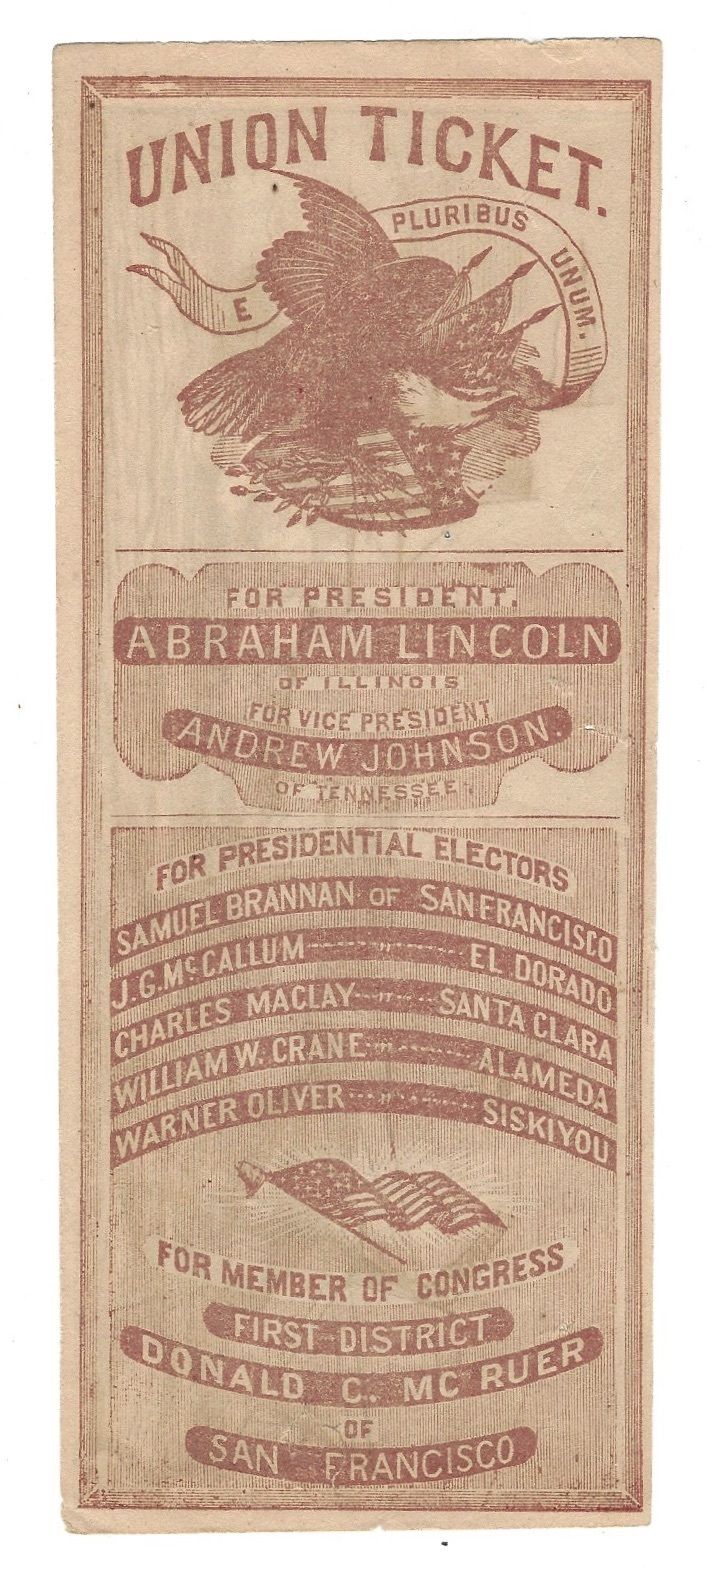 UNION TICKET.
E PLURIBUS UNUM.
FOR PRESIDENT.
ABRAHAM LINCOLN
OF ILLINOIS
FOR VICE PRESIDENT
ANDREW JOHNSON.
OF TENNESSEE.
FOR PRESIDENTIAL ELECTORS
SAMUEL BRANNAN OF SAN FRANCISCO
J. G. McCALLUM " EL DORADO
CHARLES MACLAY " SANTA CLARA
WILLIAM W. CRANE " ALAMEDA
WARNER OLIVER " SISKIYOU
FOR MEMBER OF CONGRESS
FIRST DISTRICT
DONALD C. MC RUER
OF
SAN FRANCISCO